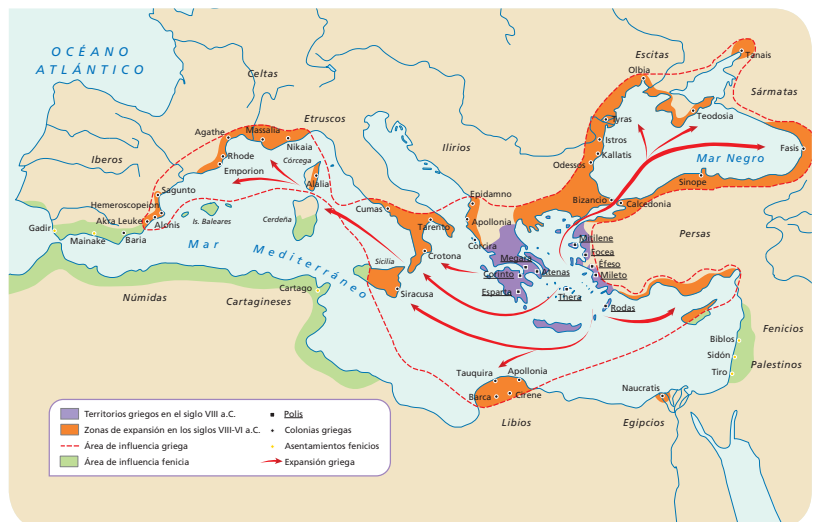 OCÉANO
ATLÁNTICO
Celtas
Escitas
Tanais
Olbia
Sármatas
Etruscos
Tyras
Teodosia
Agathe
Massalia
Nikaia
Ilirios
Istros
Fasis
Iberos
Rhode
Córcega
Kallatis
Mar Negro
Emporion
Odessos
Alalia
Sinope
Sagunto
Epidamno
Hemeroscopeion
Cumas
Bizancio
Calcedonia
Akra Leuke
Alonis
Is. Baleares
Cerdeña
Tarento
Apollonia
Gadir
Mainake
Baria
Corcira
Mitilene
Persas
Mar Mediterráneo
Crotona
Medara
Focea
Sicilia
Corinto
Atenas
Éfeso
Mileto
Númidas
Cartagineses
Cartago
Siracusa
Esparta
Thera
Rodas
Fenicios
Biblos
Sidón
Palestinos
Tauquira
Apollonia
Tiro
Barca
Cirene
Naucratis
Libios
Egipcios
Territorios griegos en el siglo VIII a.C.
Polis
Zonas de expansión en los siglos VIII-VI a.C.
Colonias griegas
Área de influencia griega
Asentamientos fenicios
Área de influencia fenicia
Expansión griega